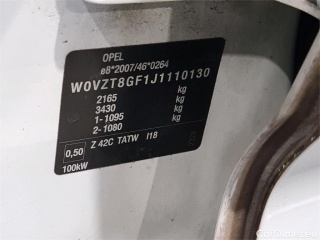 OPEL
e8*2007/46*0264
W0VZT8GF1J1110130
2165 kg
3430 kg
1-1095 kg
2-1080 kg
0,50 Z 42C TATW I18
100kW